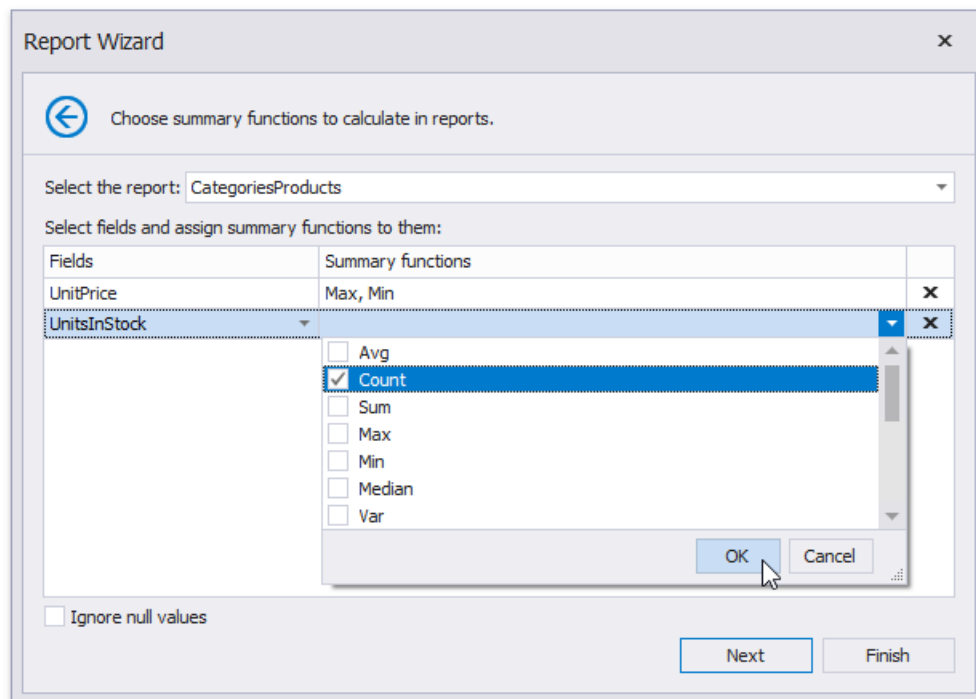 Report Wizard
Choose summary functions to calculate in reports.
Select the report: CategoriesProducts
Select fields and assign summary functions to them:
Fields Summary functions
UnitPrice Max, Min
UnitsInStock
Avg
Count
Sum
Max
Min
Median
Var
OK Cancel
Ignore null values
Next Finish